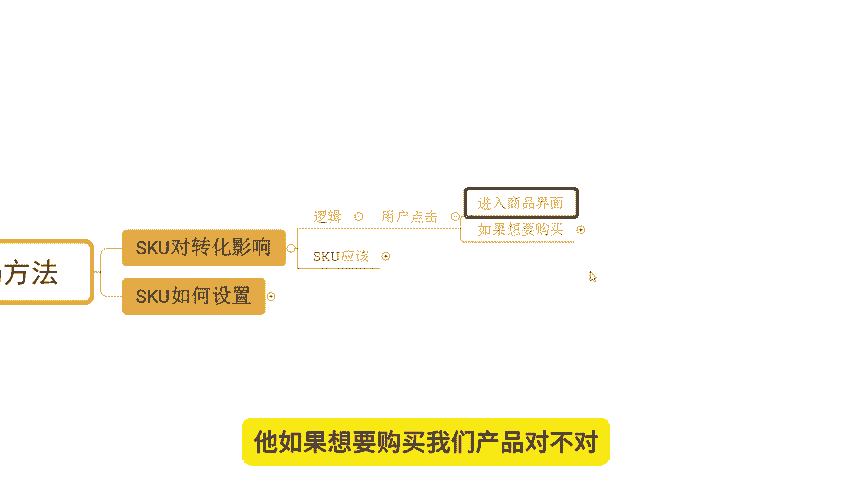 进入商品界面
逻辑 用户点击
如果想要购买
SKU对转化影响
SKU应该
方法
SKU如何设置
他如果想要购买我们产品对不对